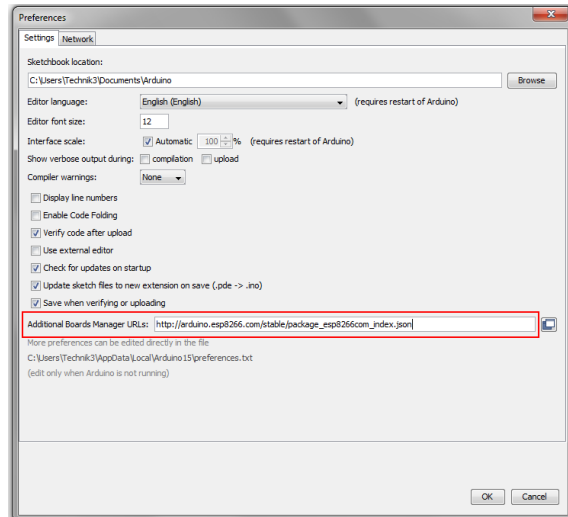 Preferences
Settings Network
Sketchbook location:
C:\Users\Technik3\Documents\Arduino Browse
Editor language: English (English) (requires restart of Arduino)
Editor font size: 12
Interface scale: Automatic 100 % (requires restart of Arduino)
Show verbose output during: compilation upload
Compiler warnings: None
Display line numbers
Enable Code Folding
Verify code after upload
Use external editor
Check for updates on startup
Update sketch files to new extension on save (.pde -> .ino)
Save when verifying or uploading
Additional Boards Manager URLs: http://arduino.esp8266.com/stable/package_esp8266com_index.json
More preferences can be edited directly in the file
C:\Users\Technik3\AppData\Local\Arduino15\preferences.txt
(edit only when Arduino is not running)
OK Cancel